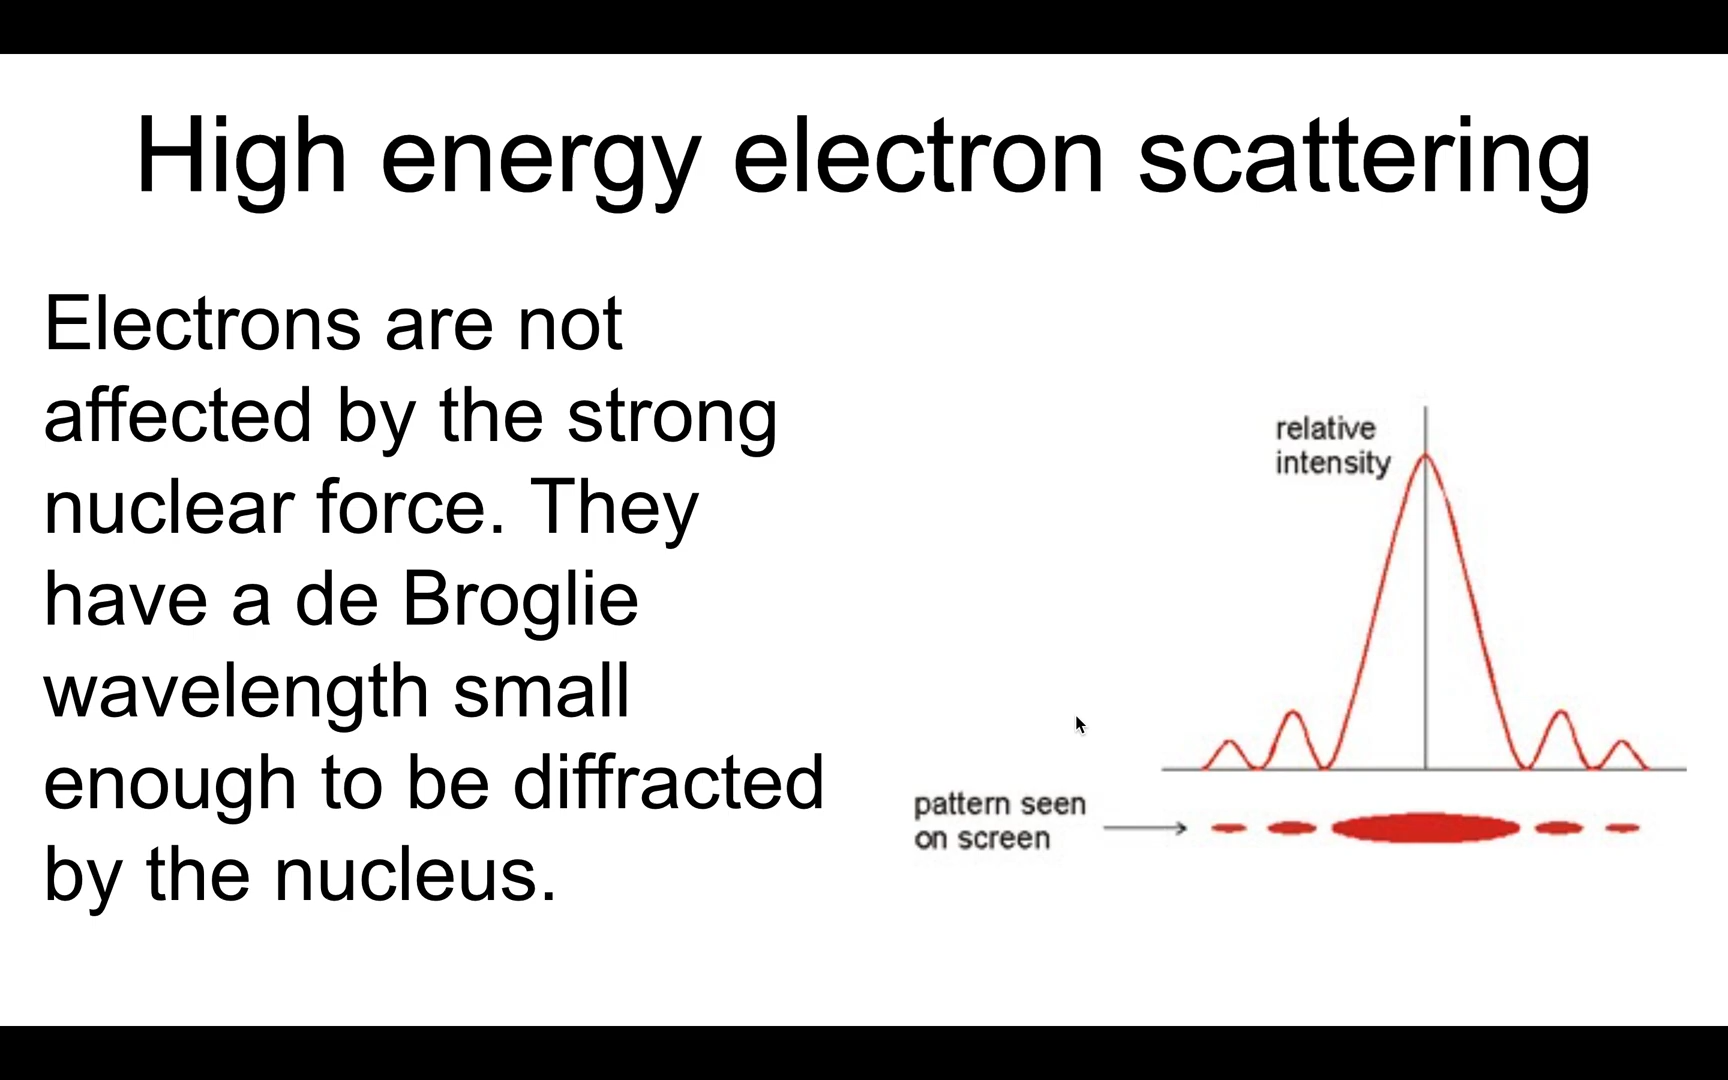 High energy electron scattering
Electrons are not
affected by the strong
nuclear force. They
have a de Broglie
wavelength small
enough to be diffracted
by the nucleus.
relative
intensity
pattern seen
on screen